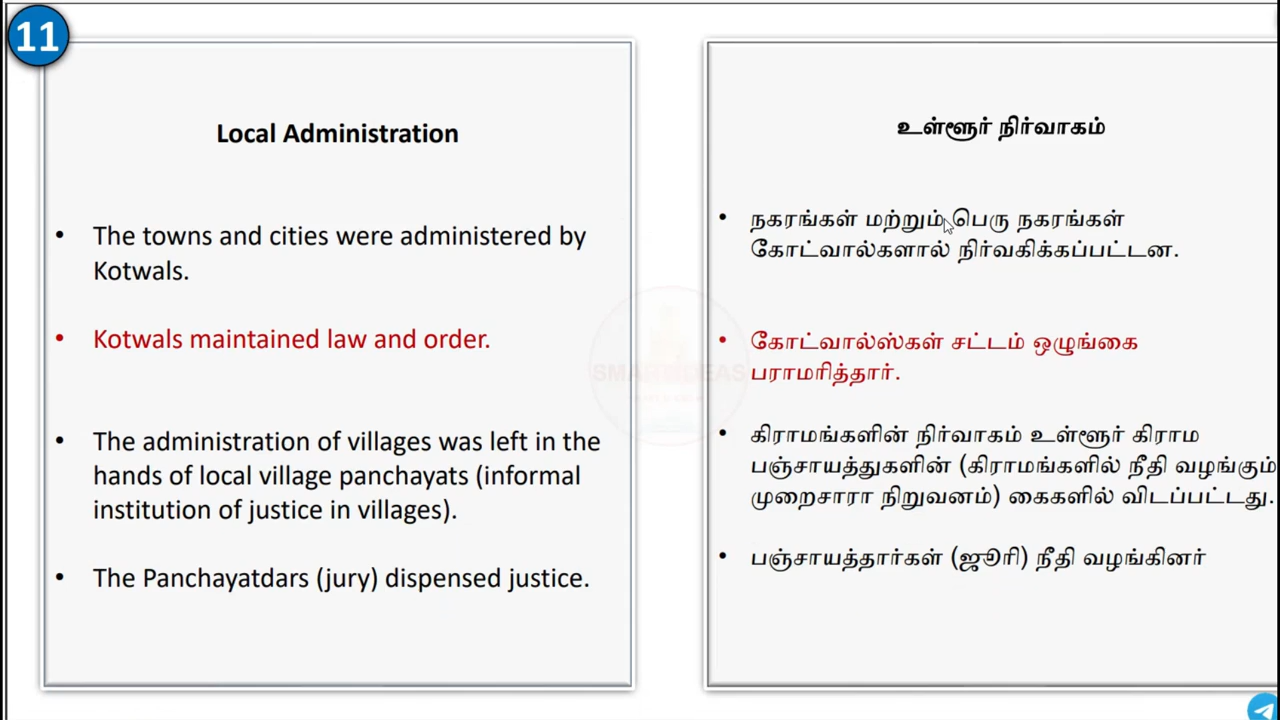 11
Local Administration
• The towns and cities were administered by
Kotwals.
• Kotwals maintained law and order.
• The administration of villages was left in the
hands of local village panchayats (informal
institution of justice in villages).
• The Panchayatdars (jury) dispensed justice.
உள்ளூர் நிர்வாகம்
• நகரங்கள் மற்றும் பெரு நகரங்கள்
கோட்வால்களால் நிர்வகிக்கப்பட்டன.
• கோட்வால்ஸ்கள் சட்டம் ஒழுங்கை
பராமரித்தார்.
• கிராமங்களின் நிர்வாகம் உள்ளூர் கிராம
பஞ்சாயத்துகளின் (கிராமங்களில் நீதி வழங்கும்
முறைசாரா நிறுவனம்) கைகளில் விடப்பட்டது.
• பஞ்சாயத்தார்கள் (ஜூரி) நீதி வழங்கினர்
SMART IDEAS